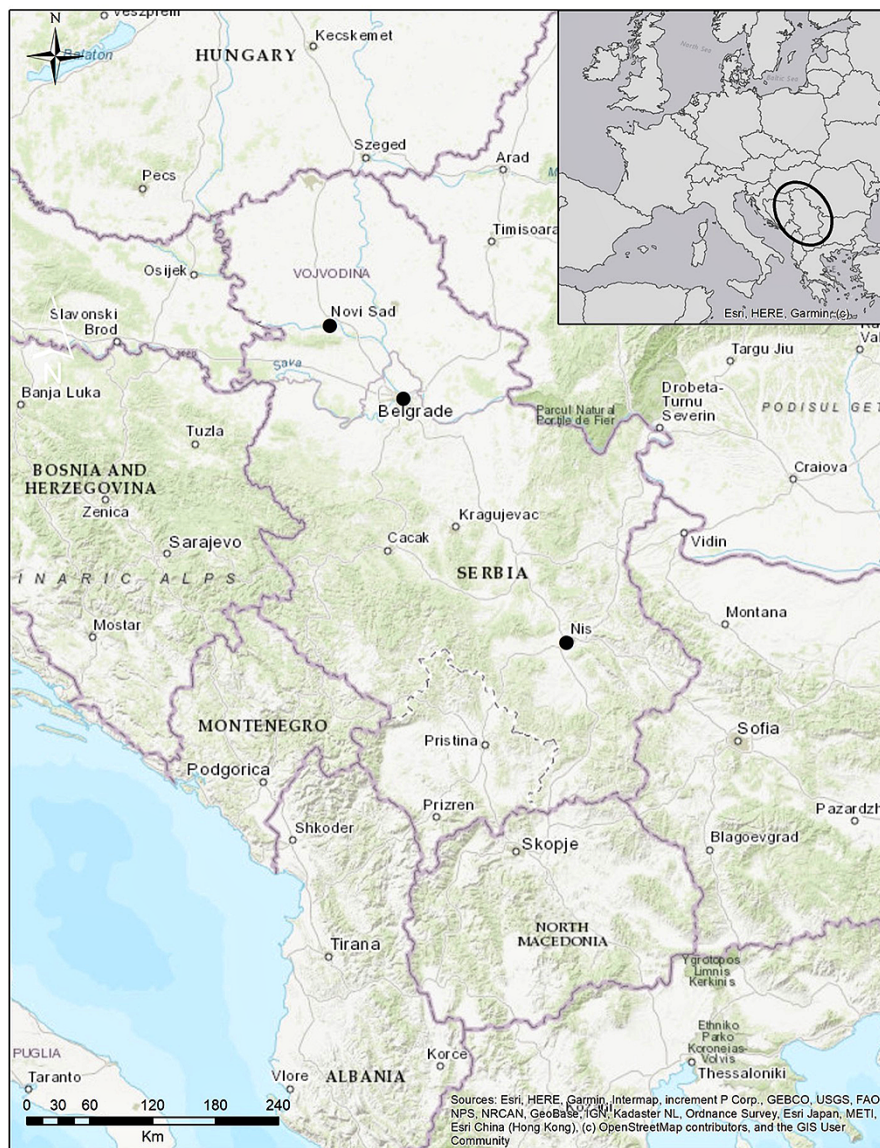 N
Veszprem
Balaton
HUNGARY
Kecskemet
North Sea
Baltic Sea
Szeged
Arad
Pecs
Timisoara
Osijek
VOJVODINA
Novi Sad
Slavonski
Brod
Esri, HERE, Garmin, (c)
Sava
N
Targu Jiu
Banja Luka
Belgrade
Parcul Natural
Portile de Fier
Drobeta-
Turnu
Severin
PODISUL GET
Tuzla
BOSNIA AND
HERZEGOVINA
Zenica
Craiova
Kragujevac
Cacak
Sarajevo
Vidin
SERBIA
INARIC ALPS
Mostar
Nis
Montana
MONTENEGRO
Pristina
Sofia
Podgorica
Prizren
Pazardzh
Shkoder
Skopje
Blagoevgrad
NORTH
MACEDONIA
Tirana
Ygrotopos
Limnis
Kerkinis
Ethniko
Parko
Koroneias-
Volvis
PUGLIA
Korce
Thessaloniki
Taranto
Vlore
ALBANIA
Kozani
0 30 60 120 180 240
Km
Sources: Esri, HERE, Garmin, Intermap, increment P Corp., GEBCO, USGS, FAO,
NPS, NRCAN, GeoBase, IGN, Kadaster NL, Ordnance Survey, Esri Japan, METI,
Esri China (Hong Kong), (c) OpenStreetMap contributors, and the GIS User
Community